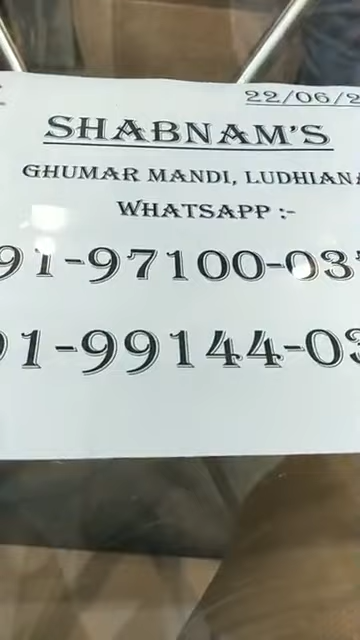 22/06/2
SHABNAM'S
GHUMAR MANDI, LUDHIANA
WHATSAPP :-
91-97100-03
91-99144-03